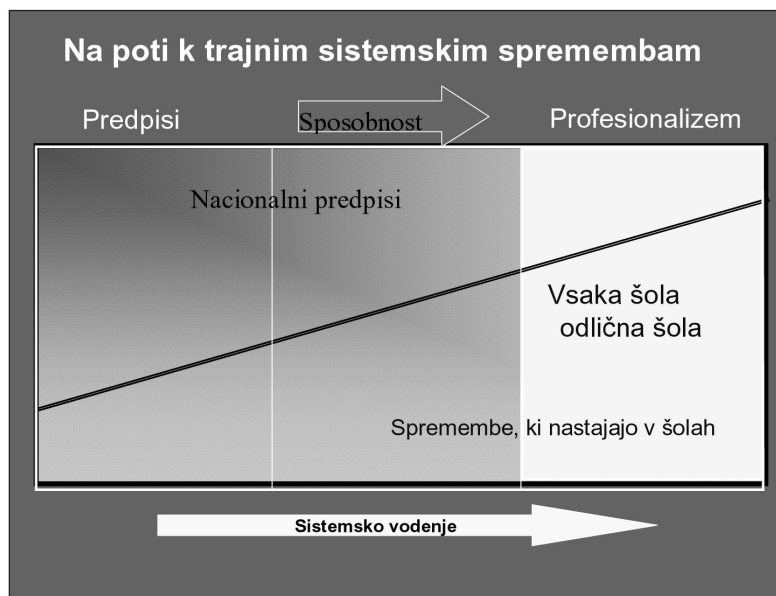 Na poti k trajnim sistemskim spremembam
Predpisi
Sposobnost
Profesionalizem
Nacionalni predpisi
Vsaka šola
odlična šola
Spremembe, ki nastajajo v šolah
Sistemsko vodenje